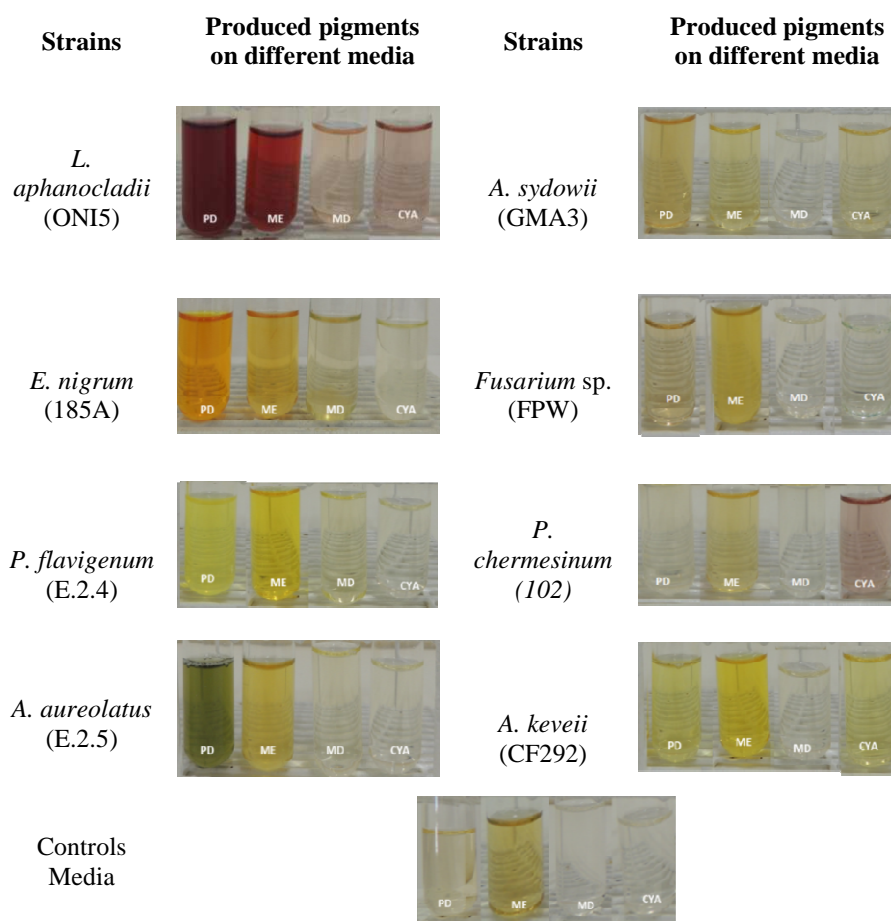 Strains
Produced pigments
on different media
Strains
Produced pigments
on different media
L.
aphanocladii
(ONI5)
PD ME MD CYA
A. sydowii
(GMA3)
PD ME MD CYA
E. nigrum
(185A)
PD ME MD CYA
Fusarium sp.
(FPW)
PD ME MD CYA
P. flavigenum
(E.2.4)
PD ME MD CYA
P.
chermesinum
(102)
PD ME MD CYA
A. aureolatus
(E.2.5)
PD ME MD CYA
A. keveii
(CF292)
PD ME MD CYA
Controls
Media
PD ME MD CYA